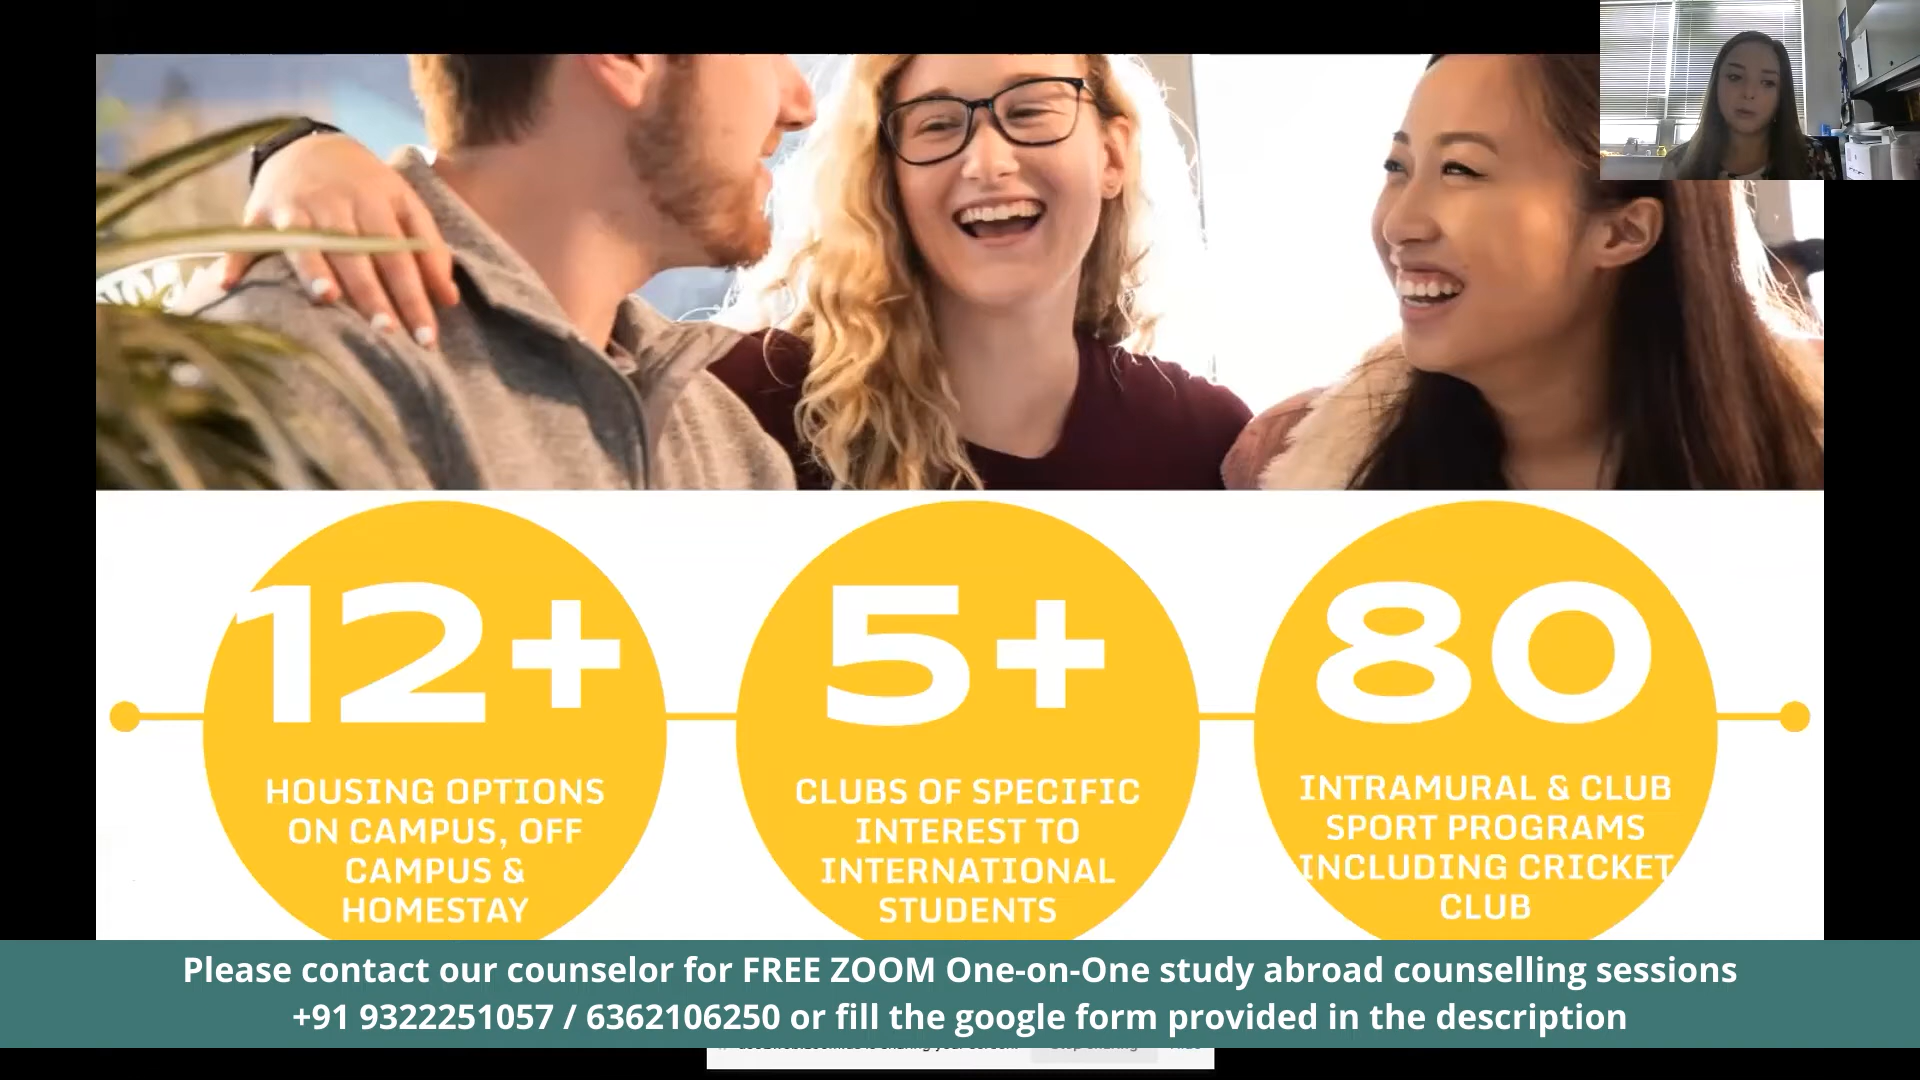 12+
HOUSING OPTIONS
ON CAMPUS, OFF
CAMPUS &
HOMESTAY
5+
CLUBS OF SPECIFIC
INTEREST TO
INTERNATIONAL
STUDENTS
80
INTRAMURAL & CLUB
SPORT PROGRAMS
INCLUDING CRICKET
CLUB
Please contact our counselor for FREE ZOOM One-on-One study abroad counselling sessions
+91 9322251057 / 6362106250 or fill the google form provided in the description